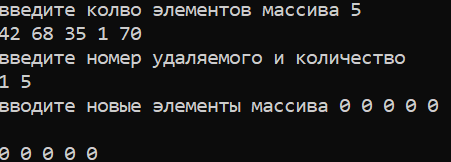 введите колво элементов массива 5
42 68 35 1 70
введите номер удаляемого и количество
1 5
вводите новые элементы массива 0 0 0 0 0
0 0 0 0 0